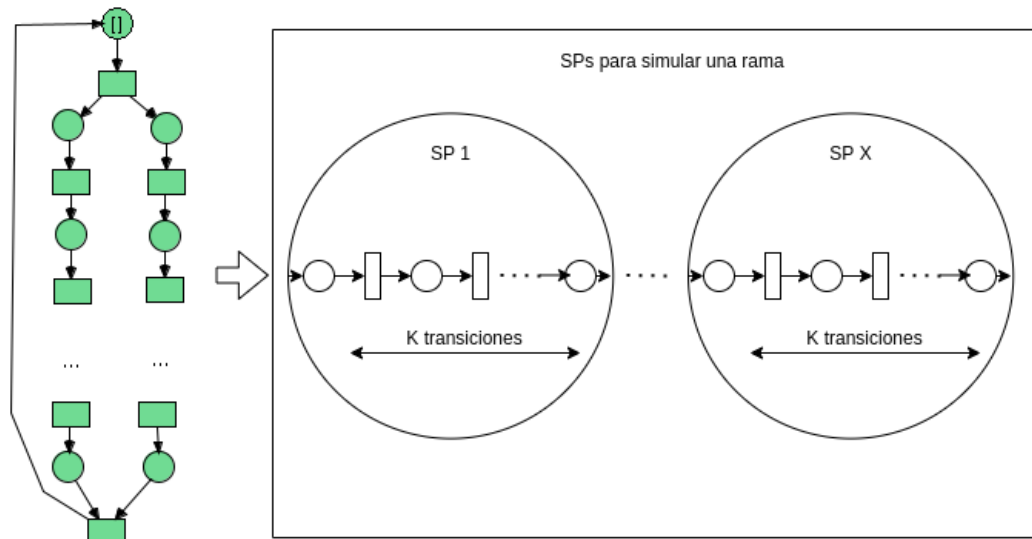 []
SPs para simular una rama
SP 1
SP X
K transiciones
K transiciones
...
...